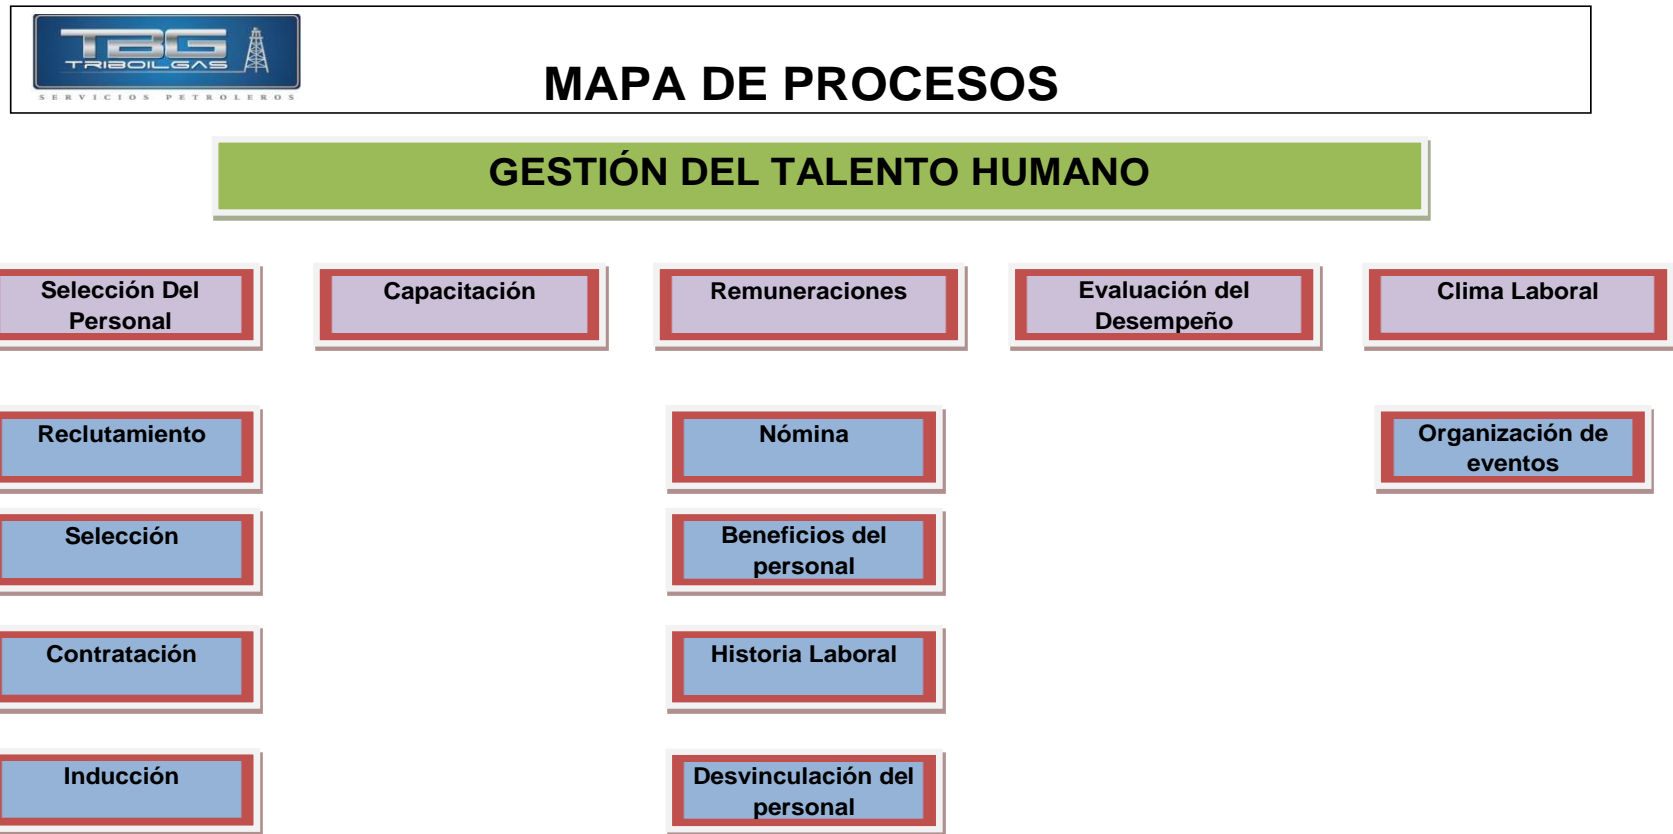 TBG
TRIBOILGAS
SERVICIOS PETROLEROS
MAPA DE PROCESOS
GESTIÓN DEL TALENTO HUMANO
Selección Del
Personal
Capacitación
Remuneraciones
Evaluación del
Desempeño
Clima Laboral
Reclutamiento
Nómina
Organización de
eventos
Selección
Beneficios del
personal
Contratación
Historia Laboral
Inducción
Desvinculación del
personal